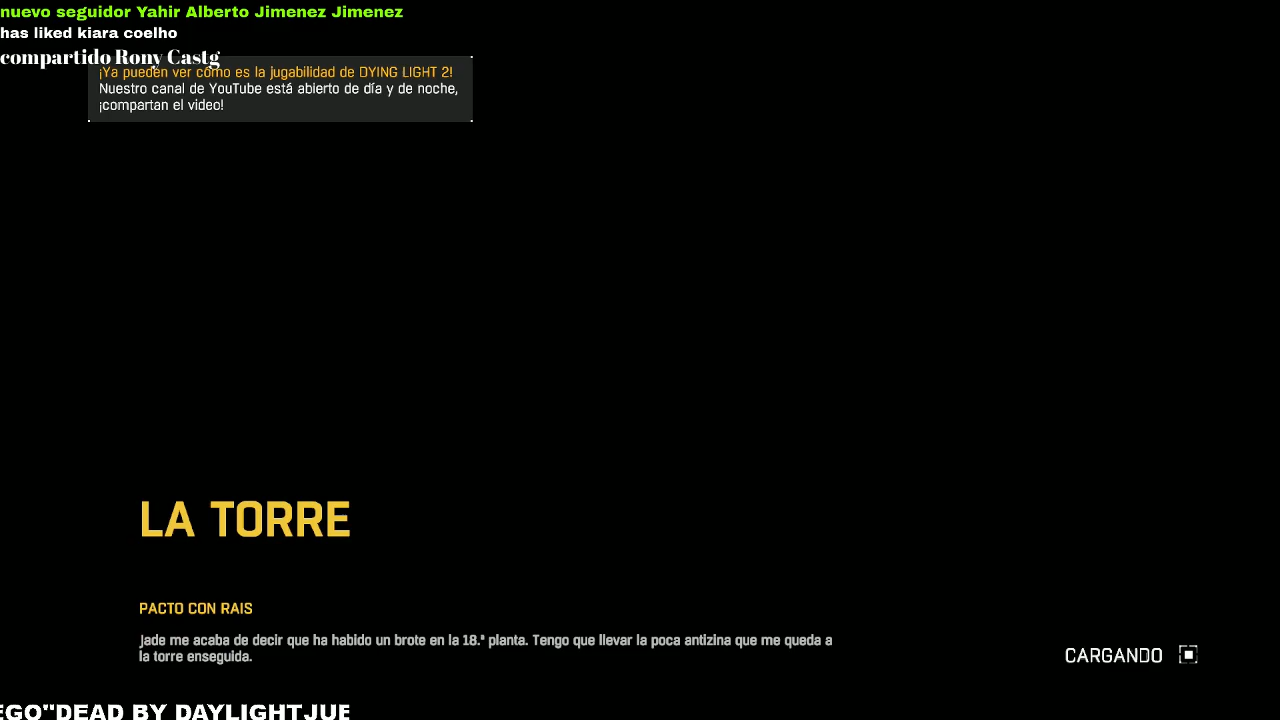 nuevo seguidor Yahir Alberto Jimenez Jimenez
has liked kiara coelho
compartido Rony Castg
¡Ya pueden ver cómo es la jugabilidad de DYING LIGHT 2!
Nuestro canal de YouTube está abierto de día y de noche,
¡compartan el video!
LA TORRE
PACTO CON RAIS
Jade me acaba de decir que ha habido un brote en la 18.ª planta. Tengo que llevar la poca antizina que me queda a
la torre enseguida.
CARGANDO
EGO"DEAD BY DAYLIGHTJUE